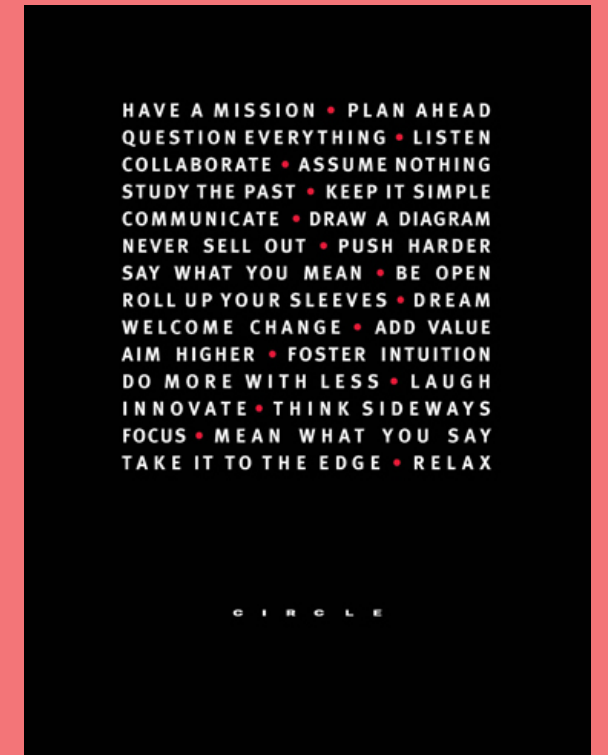 HAVE A MISSION • PLAN AHEAD
QUESTION EVERYTHING • LISTEN
COLLABORATE • ASSUME NOTHING
STUDY THE PAST • KEEP IT SIMPLE
COMMUNICATE • DRAW A DIAGRAM
NEVER SELL OUT • PUSH HARDER
SAY WHAT YOU MEAN • BE OPEN
ROLL UP YOUR SLEEVES • DREAM
WELCOME CHANGE • ADD VALUE
AIM HIGHER • FOSTER INTUITION
DO MORE WITH LESS • LAUGH
INNOVATE • THINK SIDEWAYS
FOCUS • MEAN WHAT YOU SAY
TAKE IT TO THE EDGE • RELAX
CIRCLE